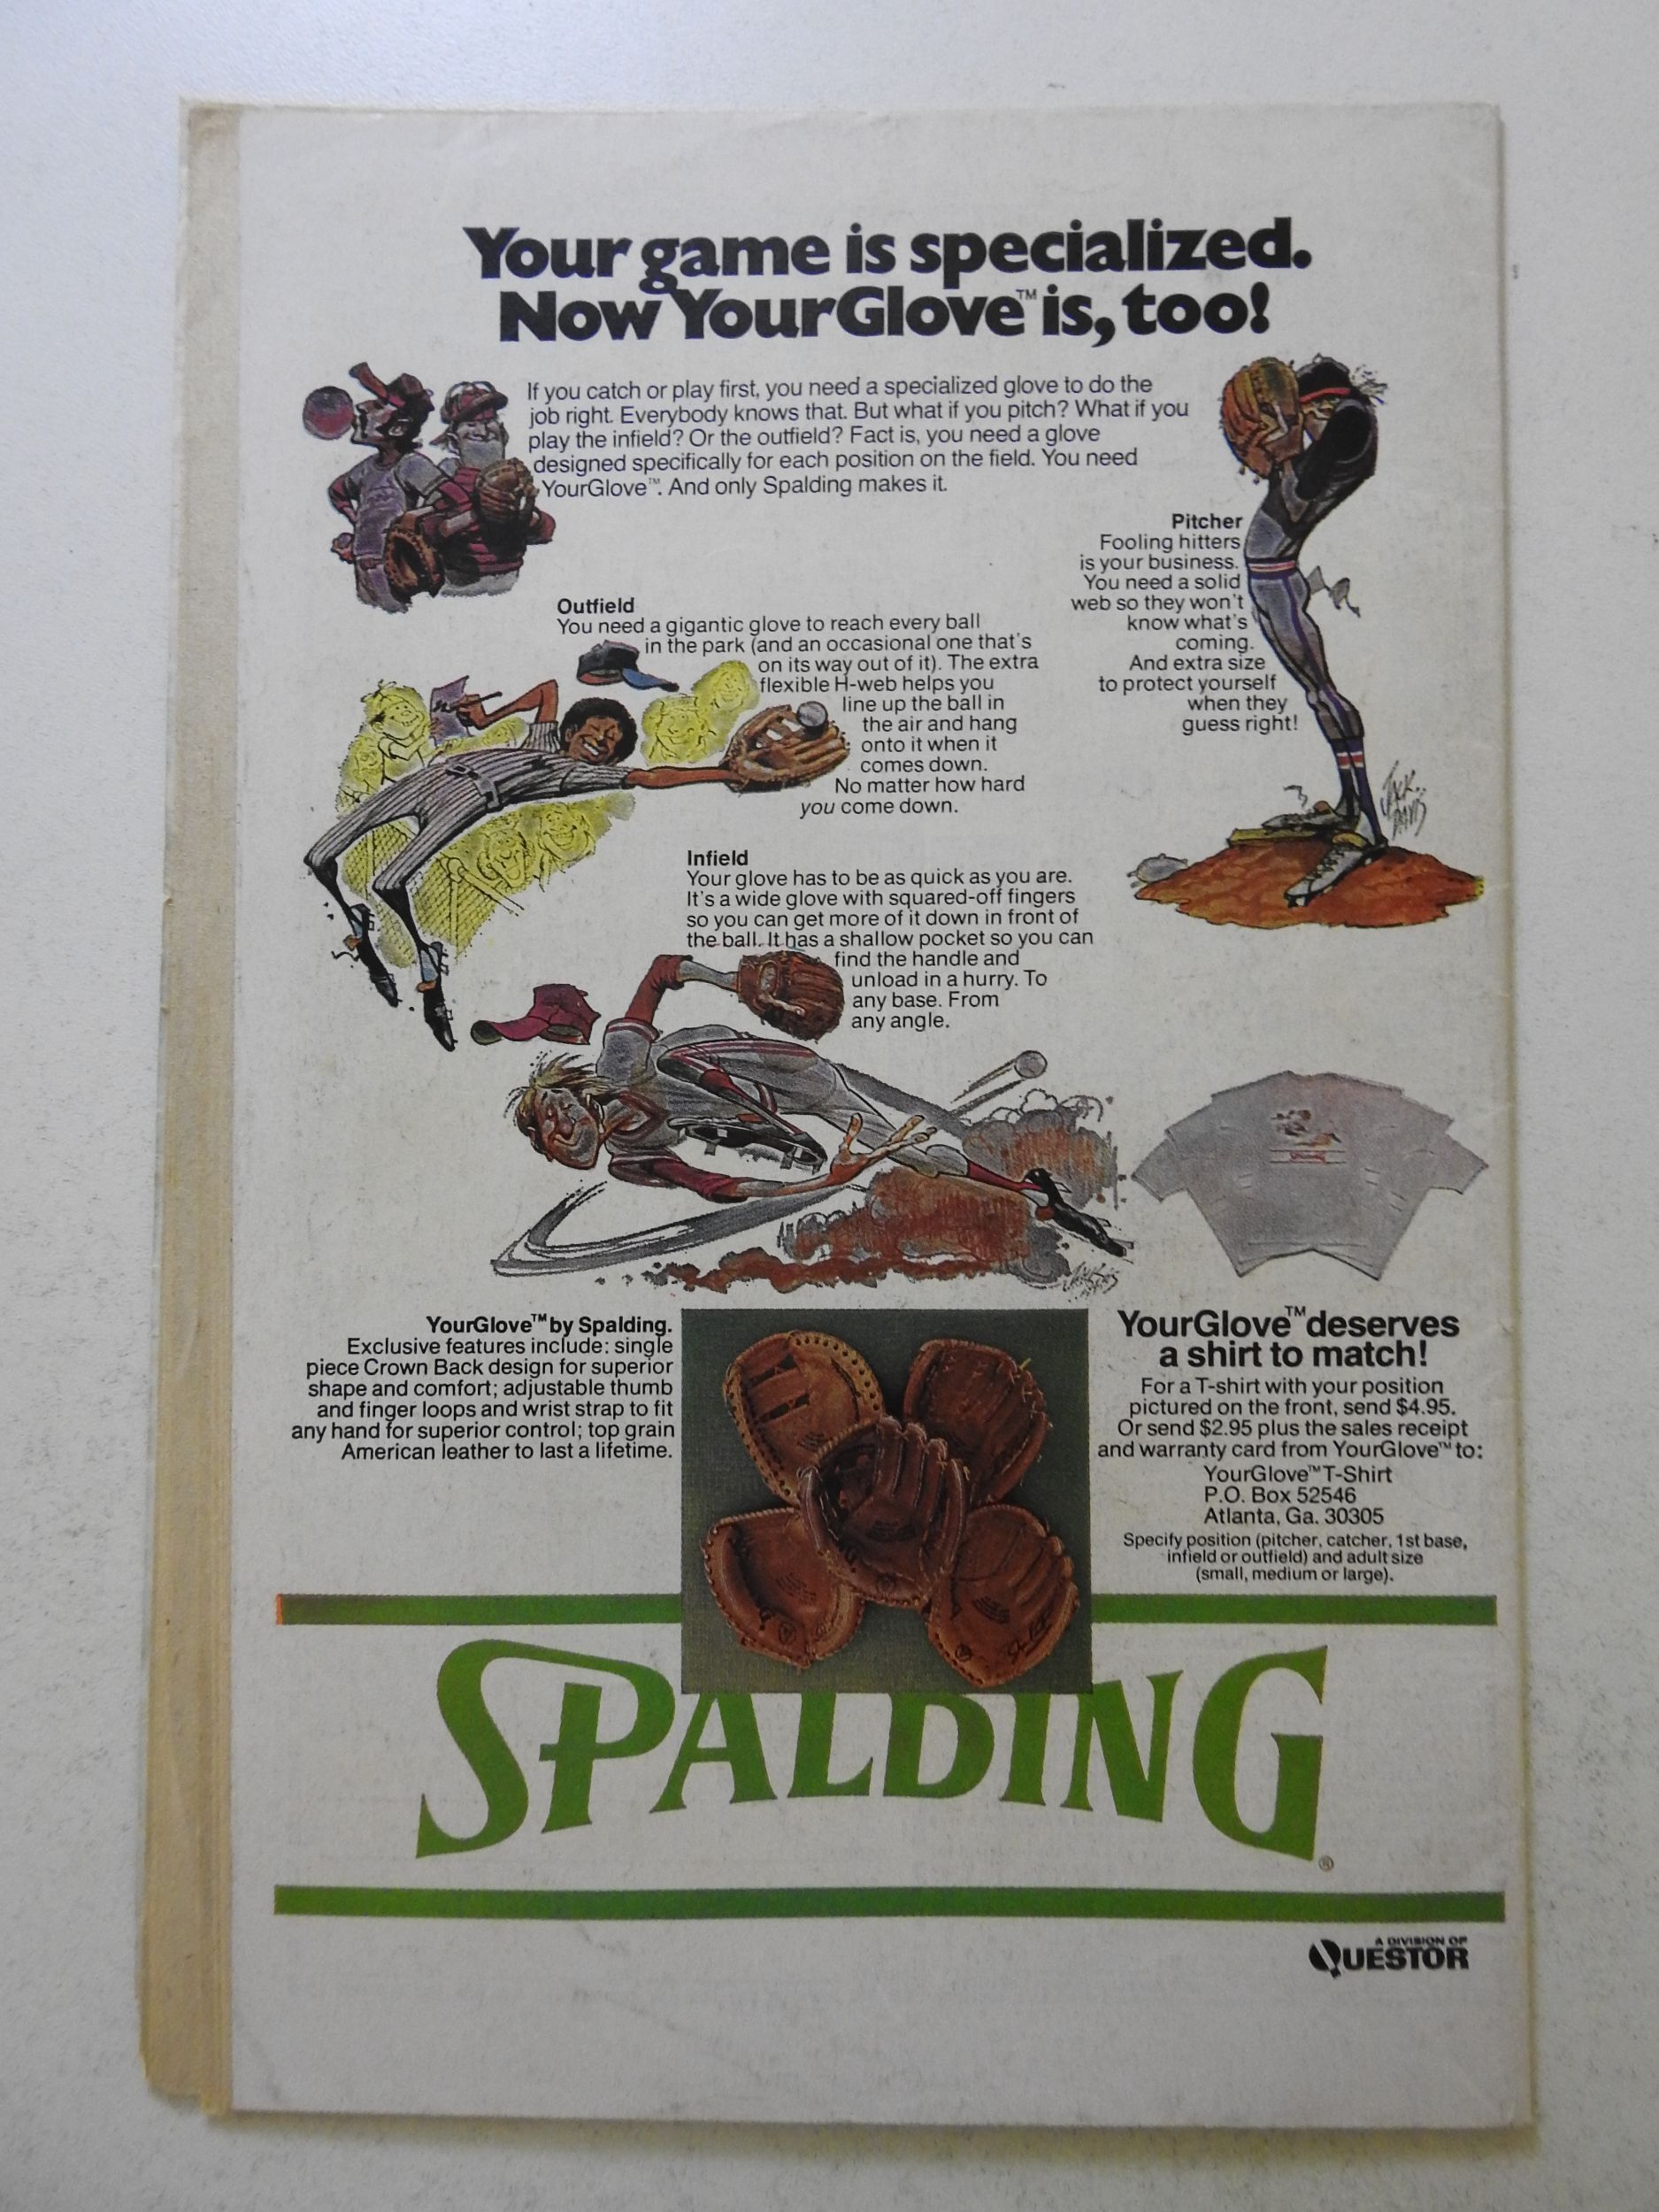 Your game is specialized.
Now YourGlove™ is, too!
If you catch or play first, you need a specialized glove to do the
job right. Everybody knows that. But what if you pitch? What if you
play the infield? Or the outfield? Fact is, you need a glove
designed specifically for each position on the field. You need
YourGlove™. And only Spalding makes it.
Pitcher
Fooling hitters
is your business.
You need a solid
web so they won't
know what's
coming.
And extra size
to protect yourself
when they
guess right!
JACK
DAVIS
Outfield
You need a gigantic glove to reach every ball
in the park (and an occasional one that's
on its way out of it). The extra
flexible H-web helps you
line up the ball in
the air and hang
onto it when it
comes down.
No matter how hard
you come down.
Infield
Your glove has to be as quick as you are.
It's a wide glove with squared-off fingers
so you can get more of it down in front of
the ball. It has a shallow pocket so you can
find the handle and
unload in a hurry. To
any base. From
any angle.
YourGlove™ by Spalding.
Exclusive features include: single
piece Crown Back design for superior
shape and comfort; adjustable thumb
and finger loops and wrist strap to fit
any hand for superior control; top grain
American leather to last a lifetime.
YourGlove™ deserves
a shirt to match!
For a T-shirt with your position
pictured on the front, send $4.95.
Or send $2.95 plus the sales receipt
and warranty card from YourGlove™ to:
YourGlove™ T-Shirt
P.O. Box 52546
Atlanta, Ga. 30305
Specify position (pitcher, catcher, 1st base,
infield or outfield) and adult size
(small, medium or large).
SPALDING®
A DIVISION OF
QUESTOR